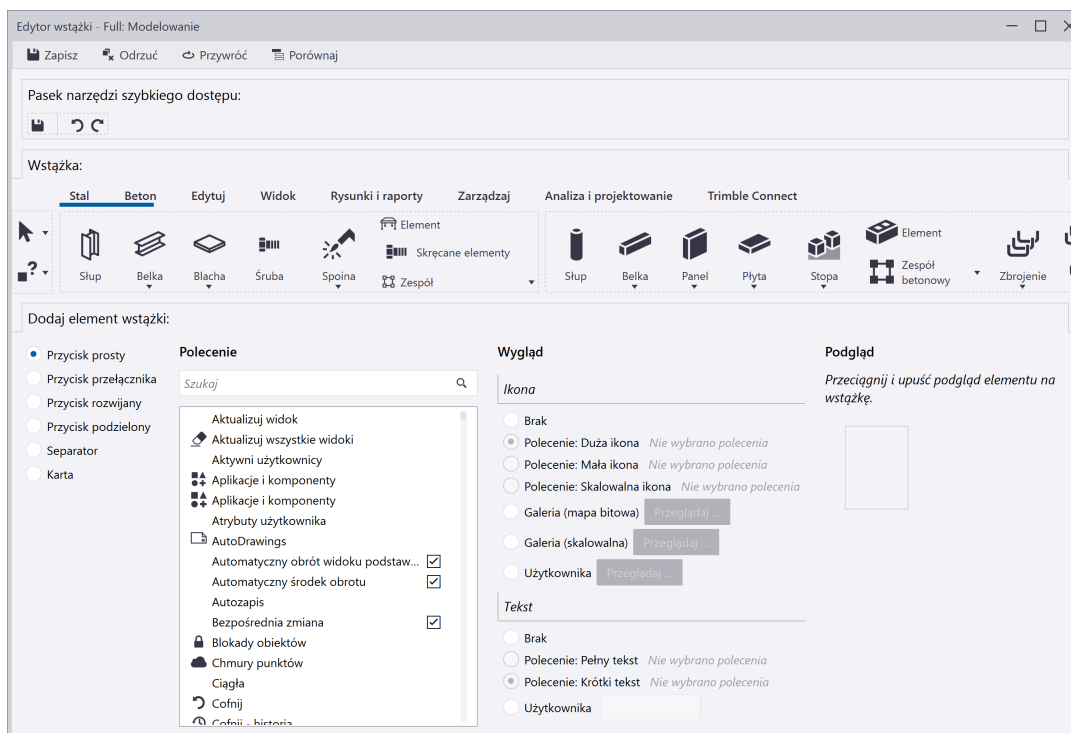 Edytor wstążki - Full: Modelowanie
Zapisz Odrzuć Przywróć Porównaj
Pasek narzędzi szybkiego dostępu:
Wstążka:
Stal Beton Edytuj Widok Rysunki i raporty Zarządzaj Analiza i projektowanie Trimble Connect
?
Słup Belka Blacha Śruba Spoina
Element
Skręcane elementy
Zespół
Słup Belka Panel Płyta Stopa
Element
Zespół
betonowy
Zbrojenie
Dodaj element wstążki:
Przycisk prosty
Przycisk przełącznika
Przycisk rozwijany
Przycisk podzielony
Separator
Karta
Polecenie
Szukaj
Aktualizuj widok
Aktualizuj wszystkie widoki
Aktywni użytkownicy
Aplikacje i komponenty
Aplikacje i komponenty
Atrybuty użytkownika
AutoDrawings
Automatyczny obrót widoku podstaw...
Automatyczny środek obrotu
Autozapis
Bezpośrednia zmiana
Blokady obiektów
Chmury punktów
Ciągła
Cofnij
Cofnij - historia
Wygląd
Ikona
Brak
Polecenie: Duża ikona Nie wybrano polecenia
Polecenie: Mała ikona Nie wybrano polecenia
Polecenie: Skalowalna ikona Nie wybrano polecenia
Galeria (mapa bitowa) Przeglądaj ...
Galeria (skalowalna) Przeglądaj ...
Użytkownika Przeglądaj ...
Tekst
Brak
Polecenie: Pełny tekst Nie wybrano polecenia
Polecenie: Krótki tekst Nie wybrano polecenia
Użytkownika
Podgląd
Przeciągnij i upuść podgląd elementu na
wstążkę.